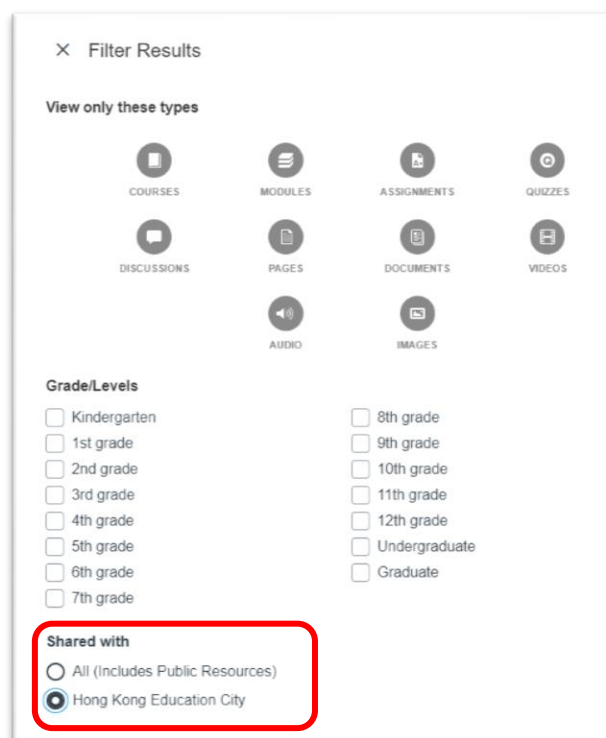 Filter Results
View only these types
COURSES MODULES ASSIGNMENTS QUIZZES
DISCUSSIONS PAGES DOCUMENTS VIDEOS
AUDIO IMAGES
Grade/Levels
Kindergarten 8th grade
1st grade 9th grade
2nd grade 10th grade
3rd grade 11th grade
4th grade 12th grade
5th grade Undergraduate
6th grade Graduate
7th grade
Shared with
All (Includes Public Resources)
Hong Kong Education City